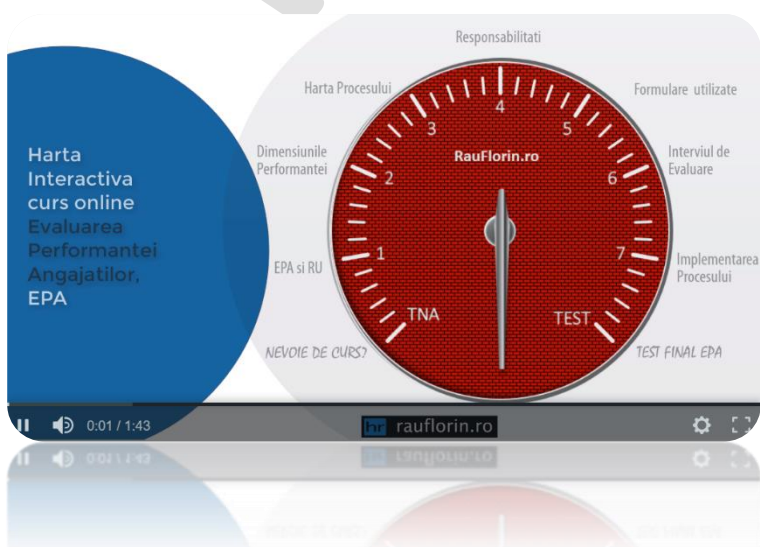 Harta
Interactiva
curs online
Evaluarea
Performantei
Angajatilor,
EPA
Responsabilitati
Harta Procesului
Formulare utilizate
Dimensiunile
Performantei
Interviul de
Evaluare
EPA si RU
Implementarea
Procesului
NEVOIE DE CURS?
TEST FINAL EPA
RauFlorin.ro
TNA
1
2
3
4
5
6
7
TEST
0:01 / 1:43
hr rauflorin.ro